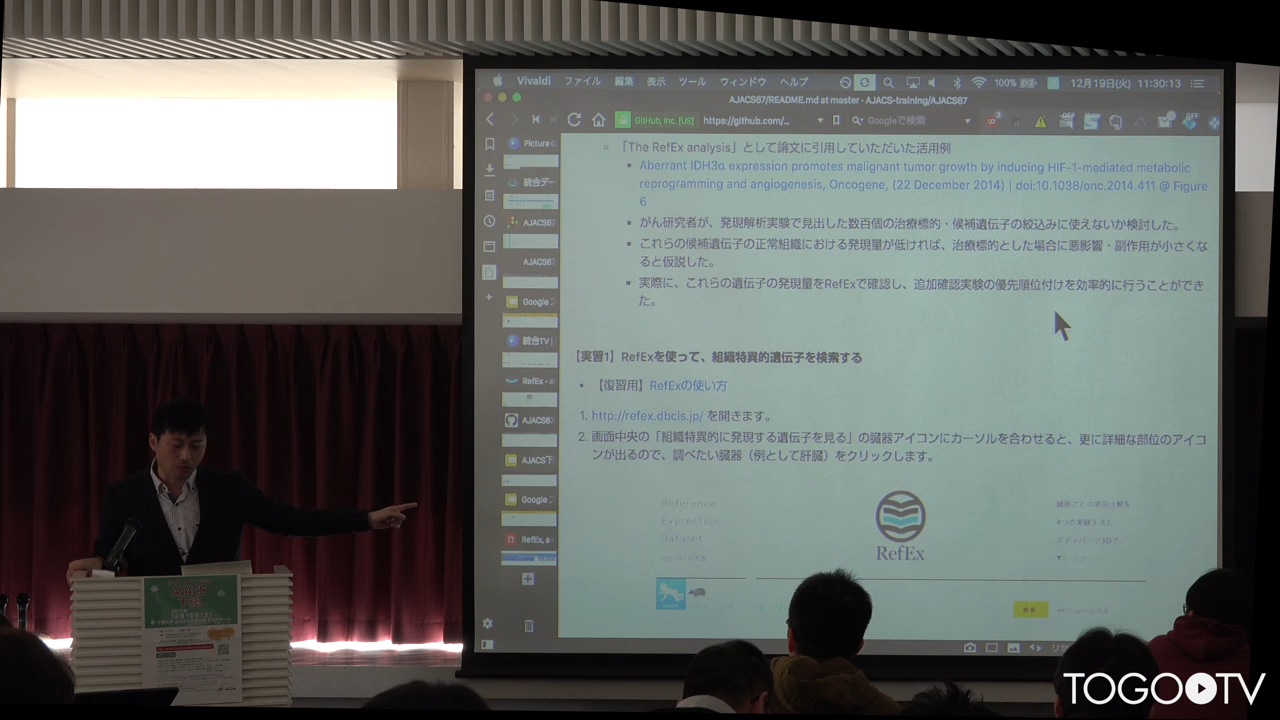 Vivaldi ファイル 編集 表示 ツール ウィンドウ ヘルプ 100% 12月19日(火) 11:30:13
AJACS67/README.md at master · AJACS-training/AJACS67
GitHub, Inc. [US] https://github.com/... Googleで検索
Picture G
統合デー
AJACS67
AJACS67
Google フ
統合TV |
RefEx - a
AJACS67
AJACS下
Google フ
RefEx, a
「The RefEx analysis」として論文に引用していただいた活用例
Aberrant IDH3α expression promotes malignant tumor growth by inducing HIF-1-mediated metabolic
reprogramming and angiogenesis, Oncogene, (22 December 2014) | doi:10.1038/onc.2014.411 @ Figure
6
がん研究者が、発現解析実験で見出した数百個の治療標的・候補遺伝子の絞込みに使えないか検討した。
これらの候補遺伝子の正常組織における発現量が低ければ、治療標的とした場合に悪影響・副作用が小さくな
ると仮説した。
実際に、これらの遺伝子の発現量をRefExで確認し、追加確認実験の優先順位付けを効率的に行うことができ
た。
【実習1】RefExを使って、組織特異的遺伝子を検索する
【復習用】RefExの使い方
1. http://refex.dbcls.jp/ を開きます。
2. 画面中央の「組織特異的に発現する遺伝子を見る」の臓器アイコンにカーソルを合わせると、更に詳細な部位のアイコ
ンが出るので、調べたい臓器（例として肝臓）をクリックします。
Reference
Expression
Dataset
RefEx
4つの実験手法と
AJACS
12月19日(火)
TOGOTV